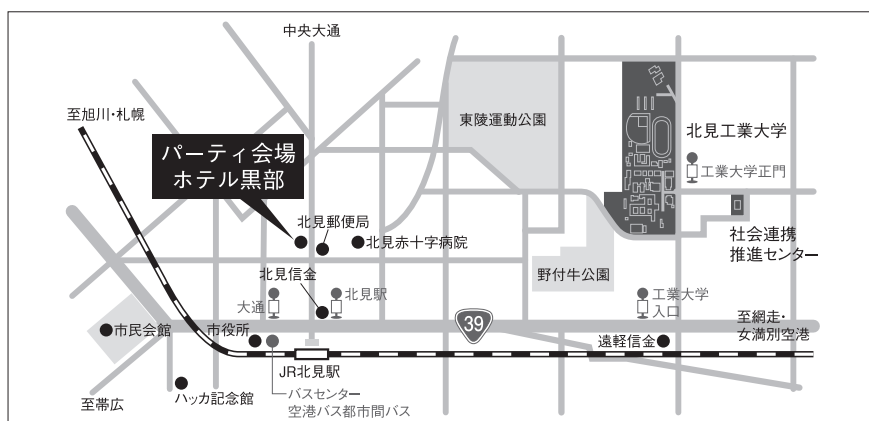 中央大通
至旭川・札幌
パーティ会場
ホテル黒部
東陵運動公園
北見工業大学
工業大学正門
北見郵便局
北見赤十字病院
社会連携
推進センター
北見信金
野付牛公園
大通
北見駅
工業大学
入口
39
至網走・
女満別空港
市民会館
市役所
遠軽信金
JR北見駅
ハッカ記念館
バスセンター
空港バス都市間バス
至帯広